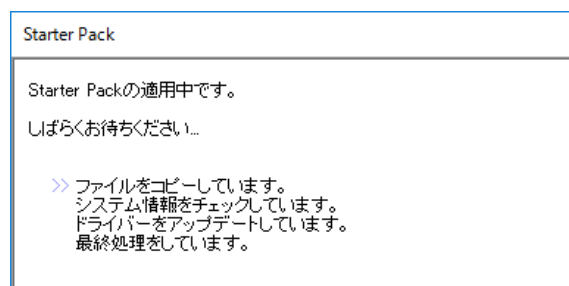 Starter Pack
Starter Packの適用中です。
しばらくお待ちください...
>> ファイルをコピーしています。
システム情報をチェックしています。
ドライバーをアップデートしています。
最終処理をしています。